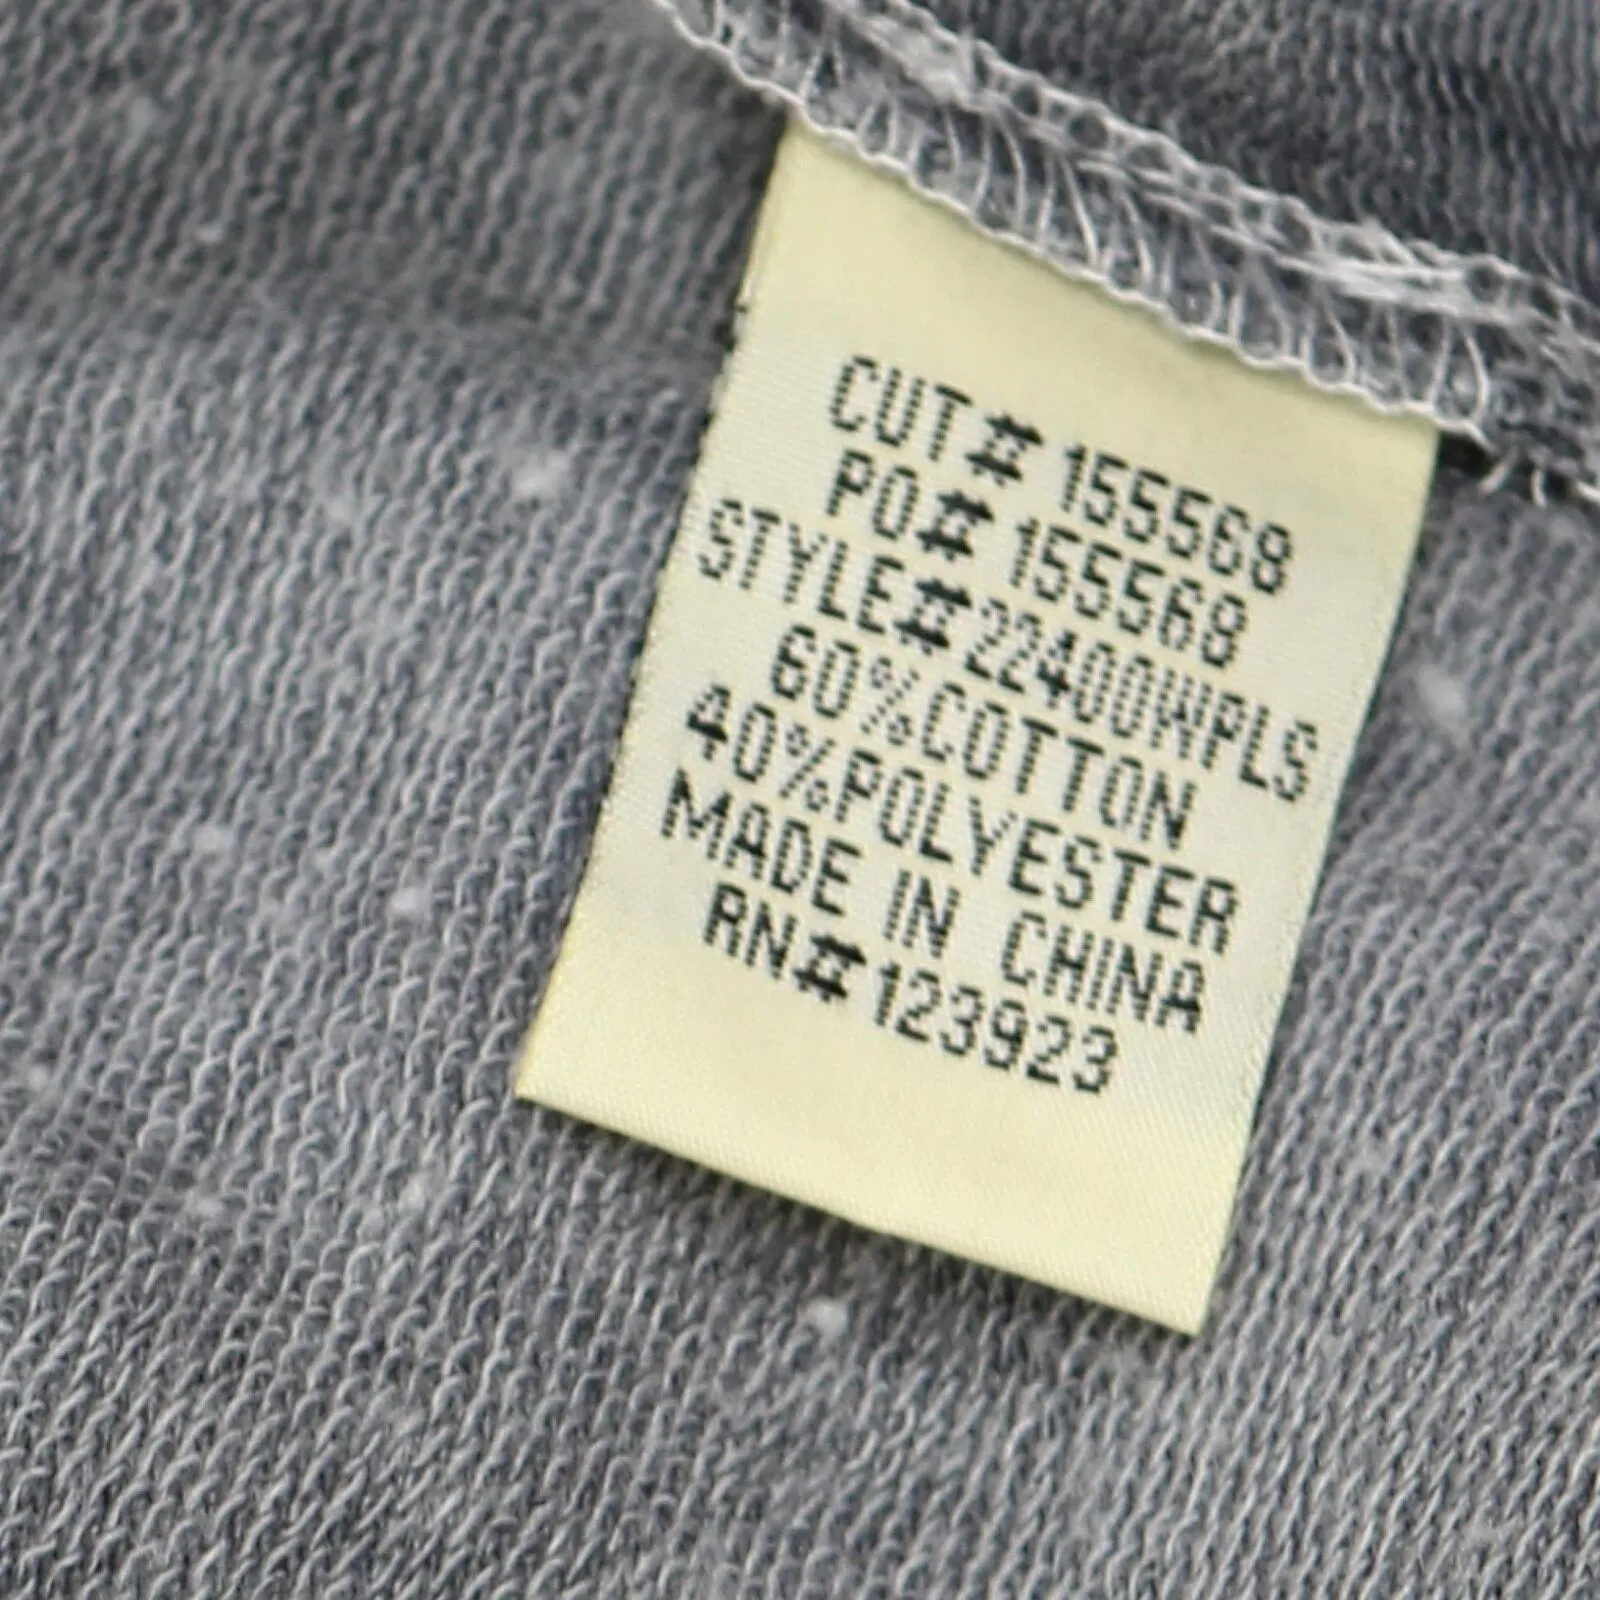 CUT# 155568
PO# 155568
STYLE#22400WPLS
60%COTTON
40%POLYESTER
MADE IN CHINA
RN#123923